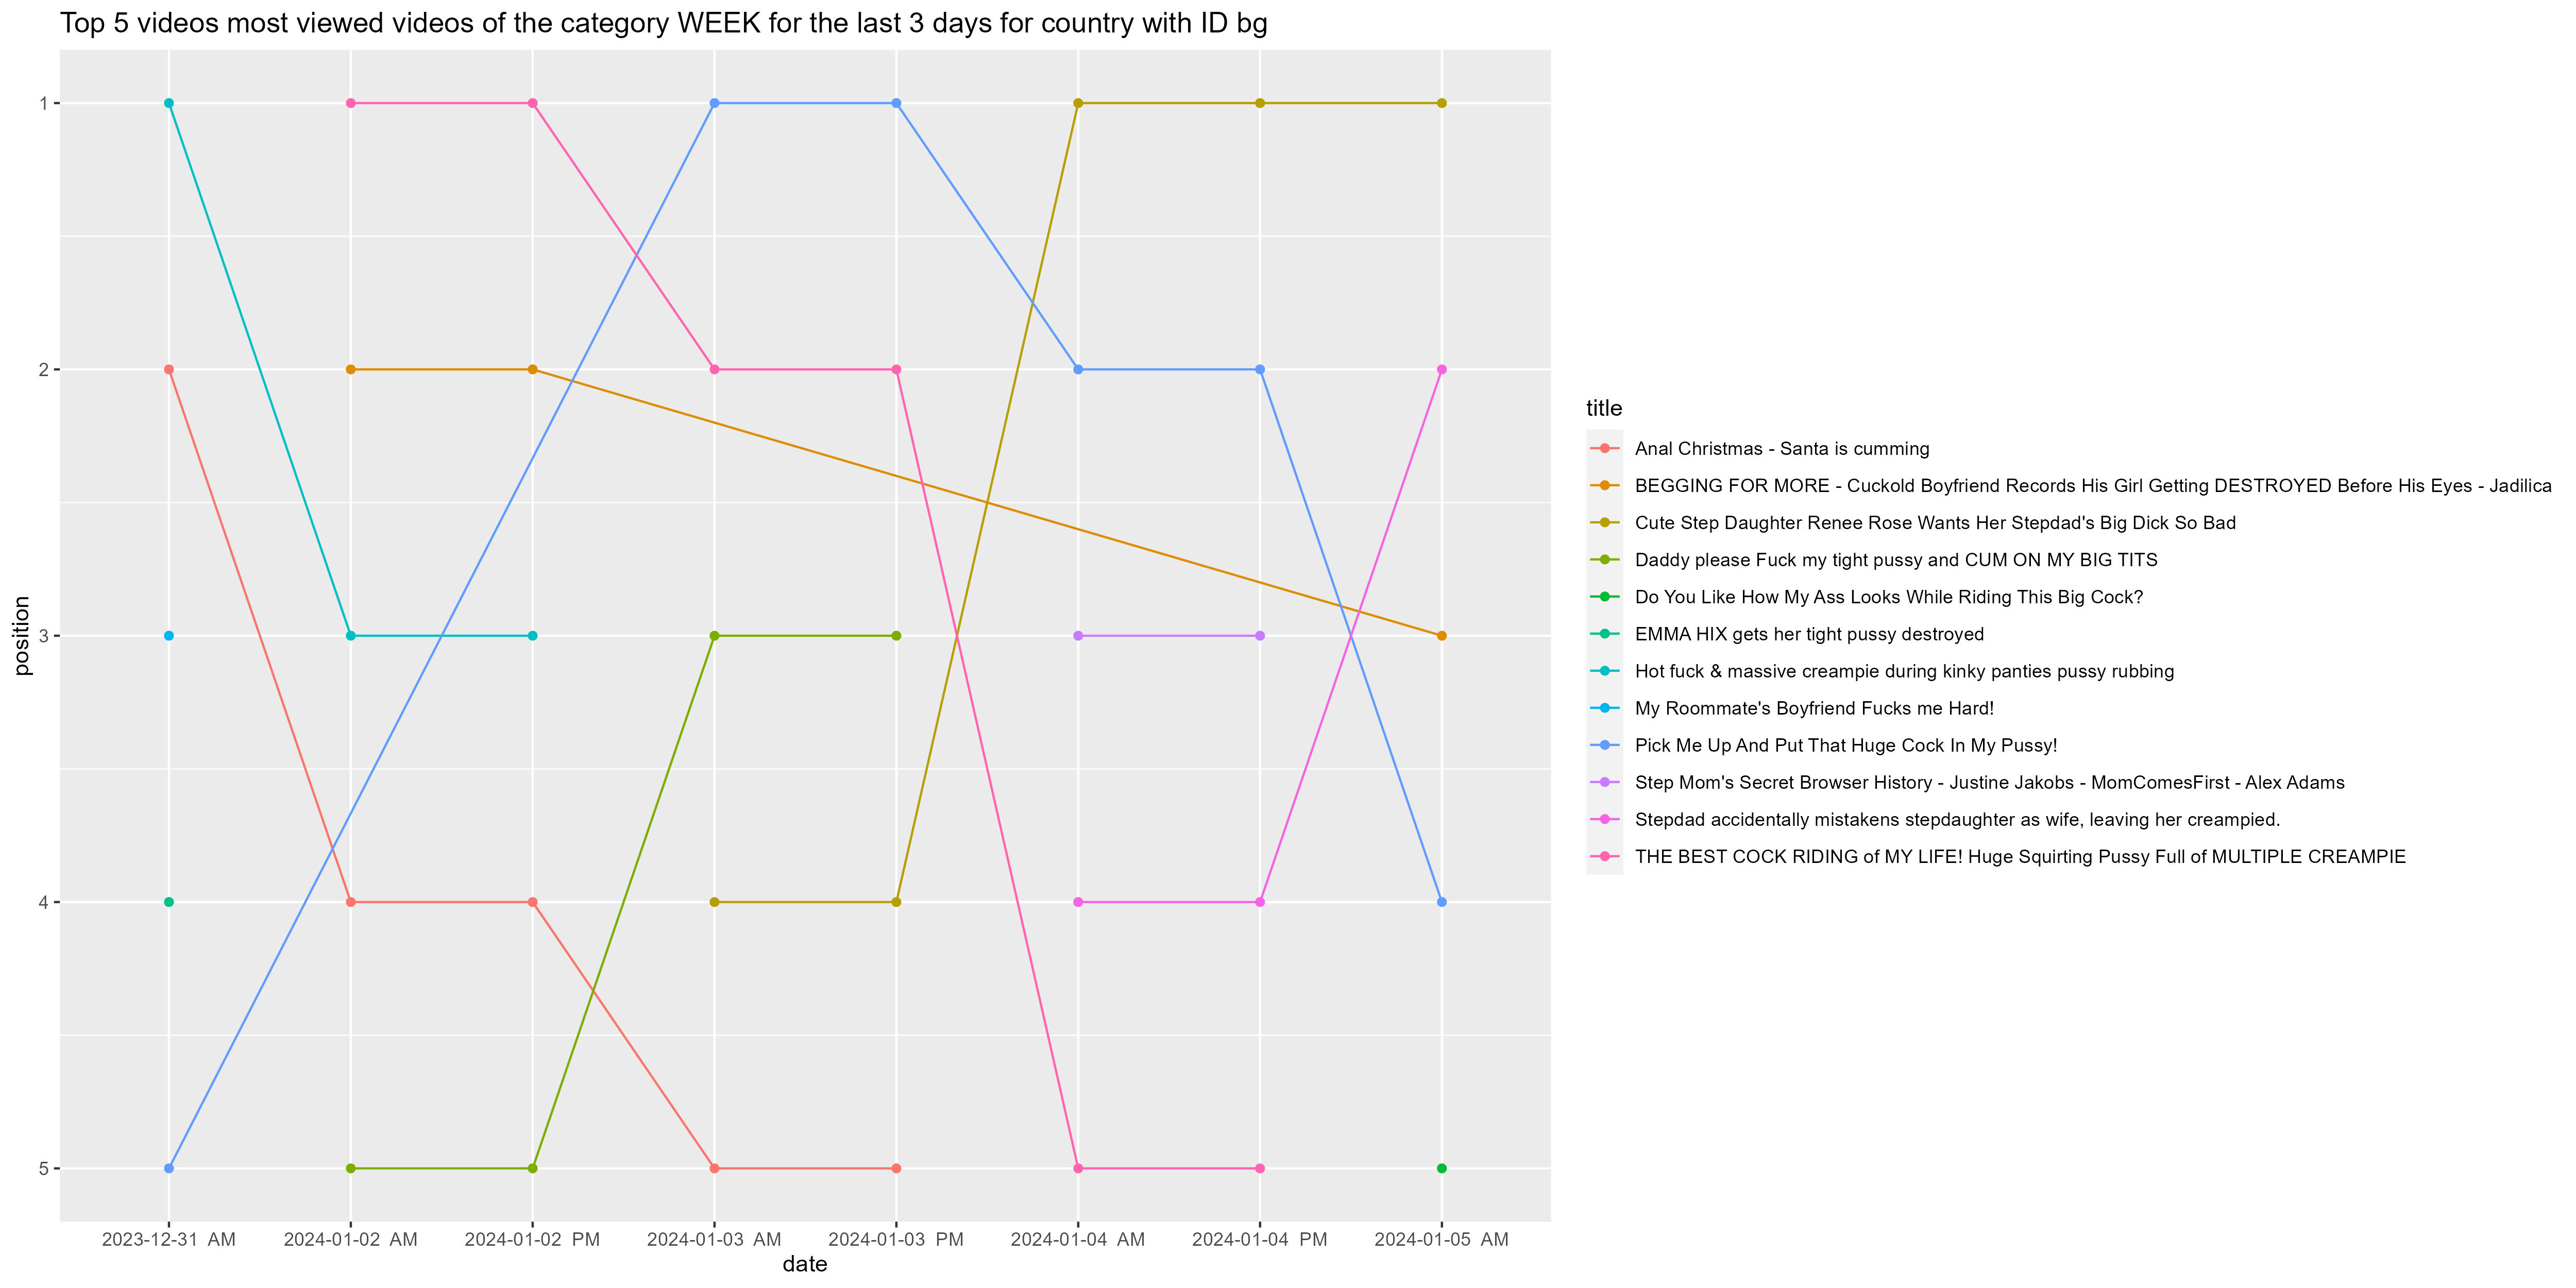 Top 5 videos most viewed videos of the category WEEK for the last 3 days for country with ID bg
1
2
3
4
5
position
2023-12-31 AM
2024-01-02 AM
2024-01-02 PM
2024-01-03 AM
2024-01-03 PM
2024-01-04 AM
2024-01-04 PM
2024-01-05 AM
date
title
Anal Christmas - Santa is cumming
BEGGING FOR MORE - Cuckold Boyfriend Records His Girl Getting DESTROYED Before His Eyes - Jadilica
Cute Step Daughter Renee Rose Wants Her Stepdad's Big Dick So Bad
Daddy please Fuck my tight pussy and CUM ON MY BIG TITS
Do You Like How My Ass Looks While Riding This Big Cock?
EMMA HIX gets her tight pussy destroyed
Hot fuck & massive creampie during kinky panties pussy rubbing
My Roommate's Boyfriend Fucks me Hard!
Pick Me Up And Put That Huge Cock In My Pussy!
Step Mom's Secret Browser History - Justine Jakobs - MomComesFirst - Alex Adams
Stepdad accidentally mistakens stepdaughter as wife, leaving her creampied.
THE BEST COCK RIDING of MY LIFE! Huge Squirting Pussy Full of MULTIPLE CREAMPIE